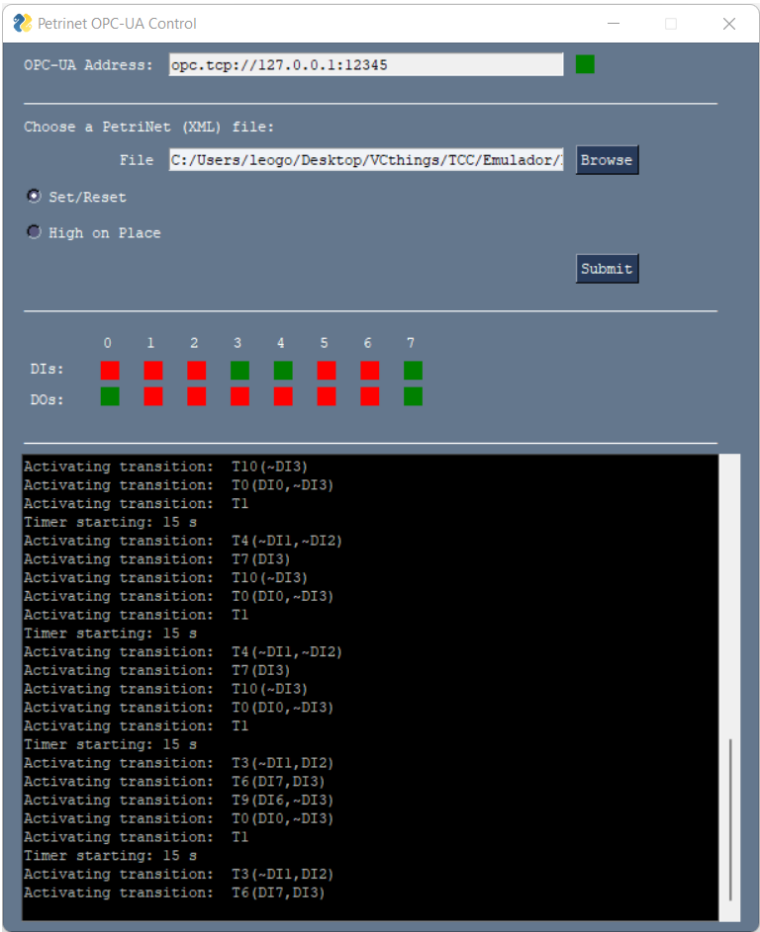 Petrinet OPC-UA Control
OPC-UA Address: opc.tcp://127.0.0.1:12345
Choose a PetriNet (XML) file:
File C:/Users/leogo/Desktop/VCthings/TCC/Emulador/ Browse
Set/Reset
High on Place
Submit
0 1 2 3 4 5 6 7
DIs:
DOs:
Activating transition: T10(~DI3)
Activating transition: T0(DI0,~DI3)
Activating transition: T1
Timer starting: 15 s
Activating transition: T4(~DI1,~DI2)
Activating transition: T7(DI3)
Activating transition: T10(~DI3)
Activating transition: T0(DI0,~DI3)
Activating transition: T1
Timer starting: 15 s
Activating transition: T4(~DI1,~DI2)
Activating transition: T7(DI3)
Activating transition: T10(~DI3)
Activating transition: T0(DI0,~DI3)
Activating transition: T1
Timer starting: 15 s
Activating transition: T3(~DI1,DI2)
Activating transition: T6(DI7,DI3)
Activating transition: T9(DI6,~DI3)
Activating transition: T0(DI0,~DI3)
Activating transition: T1
Timer starting: 15 s
Activating transition: T3(~DI1,DI2)
Activating transition: T6(DI7,DI3)